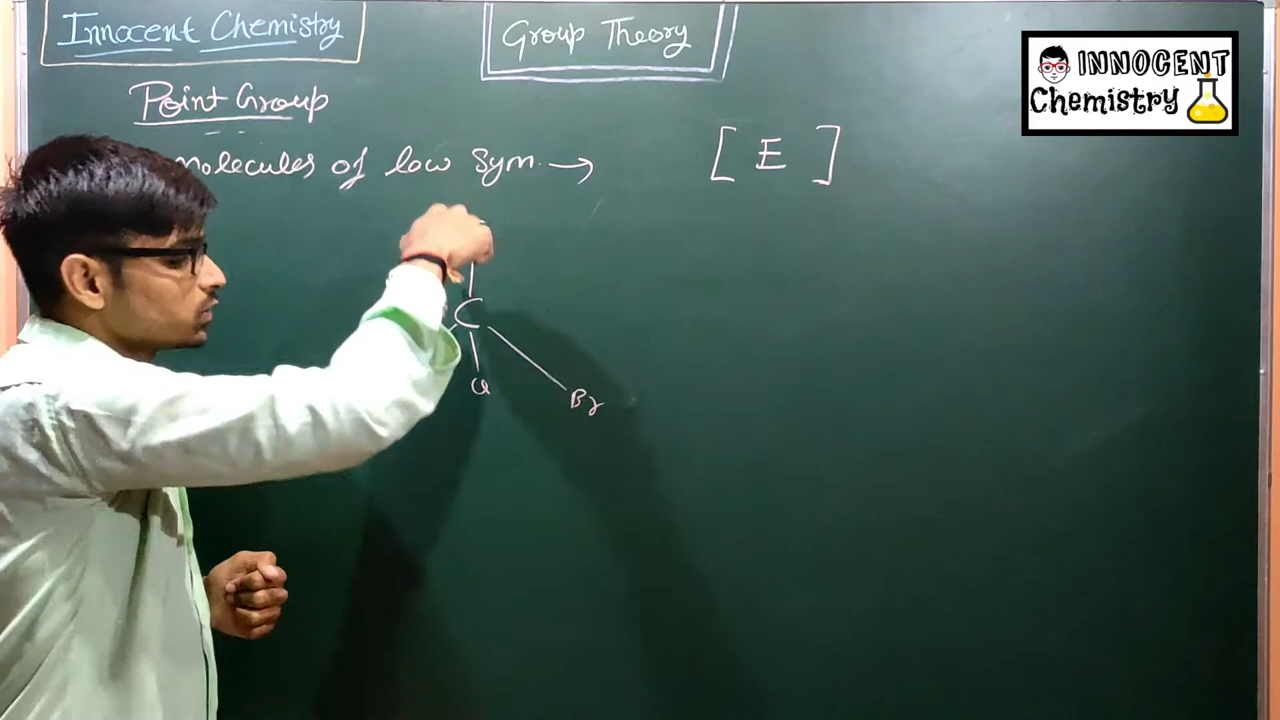 Innocent Chemistry
Group Theory
INNOCENT
Chemistry
Point Group
molecules of low Sym. →
[ E ]
C
Cl
Br